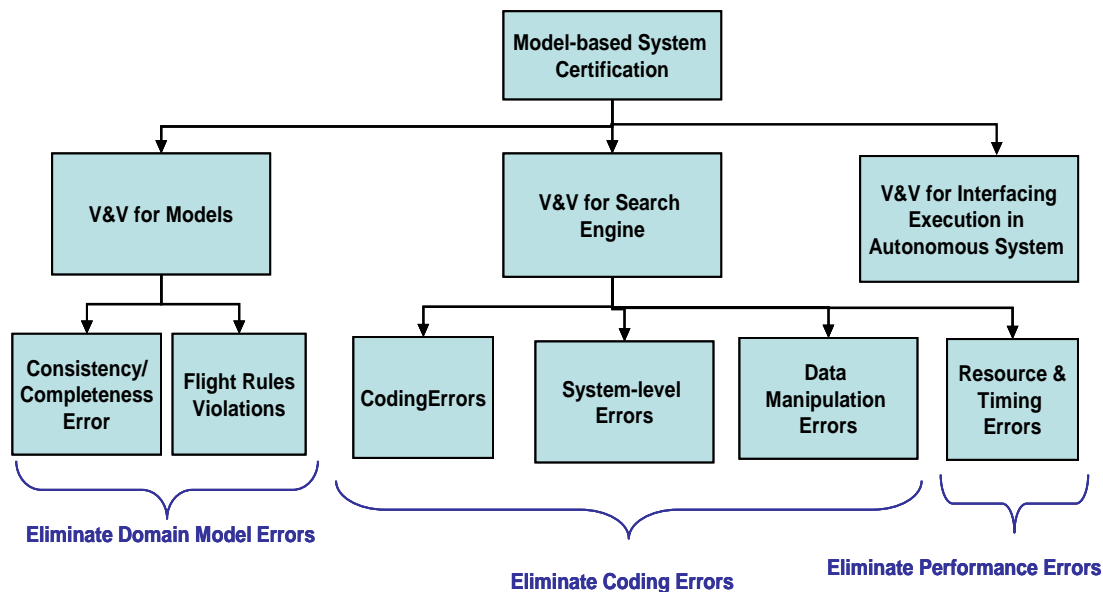 Model-based System
Certification
V&V for Models
V&V for Search
Engine
V&V for Interfacing
Execution in
Autonomous System
Consistency/
Completeness
Error
Flight Rules
Violations
CodingErrors
System-level
Errors
Data
Manipulation
Errors
Resource &
Timing
Errors
Eliminate Domain Model Errors
Eliminate Coding Errors
Eliminate Performance Errors